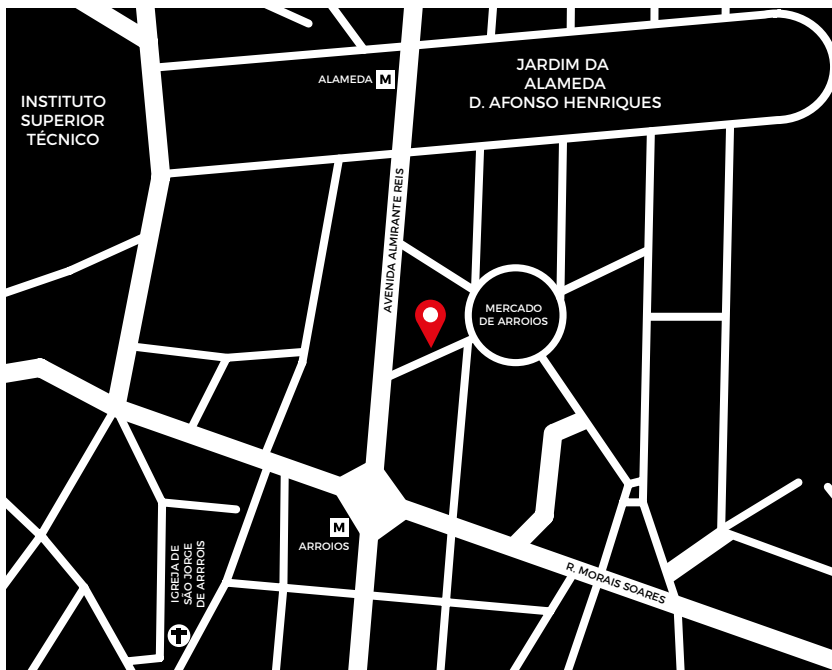 JARDIM DA
ALAMEDA
D. AFONSO HENRIQUES
ALAMEDA M
INSTITUTO
SUPERIOR
TÉCNICO
AVENIDA ALMIRANTE REIS
MERCADO
DE ARROIOS
M
ARROIOS
IGREJA DE
SÃO JORGE
DE ARRROIS
R. MORAIS SOARES